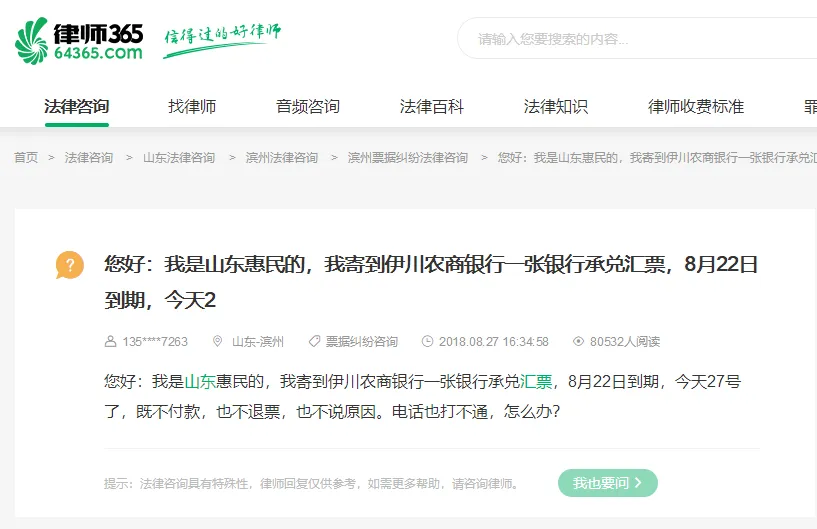 律师365
64365.com
信得过的好律师
请输入您要搜索的内容...
法律咨询 找律师 音频咨询 法律百科 法律知识 律师收费标准 罪
首页 > 法律咨询 > 山东法律咨询 > 滨州法律咨询 > 滨州票据纠纷法律咨询 > 您好：我是山东惠民的，我寄到伊川农商银行一张银行承兑汇
?
您好：我是山东惠民的，我寄到伊川农商银行一张银行承兑汇票，8月22日
到期，今天2
135****7263 山东-滨州 票据纠纷咨询 2018.08.27 16:34:58 80532人阅读
您好：我是山东惠民的，我寄到伊川农商银行一张银行承兑汇票，8月22日到期，今天27号
了，既不付款，也不退票，也不说原因。电话也打不通，怎么办？
提示：法律咨询具有特殊性，律师回复仅供参考，如需更多帮助，请咨询律师。 我也要问 >